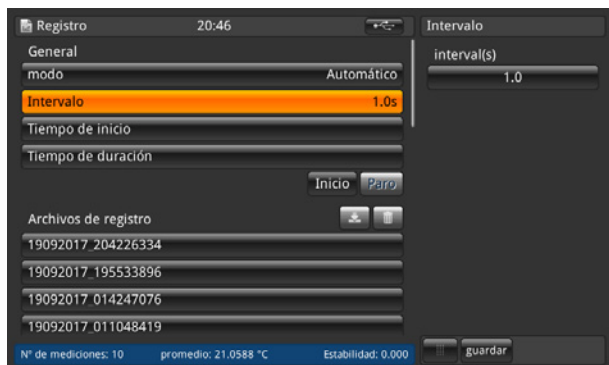 Registro 20:46
General
modo Automático
Intervalo 1.0s
Tiempo de inicio
Tiempo de duración
Inicio Paro
Archivos de registro
19092017_204226334
19092017_195533896
19092017_014247076
19092017_011048419
Nº de mediciones: 10 promedio: 21.0588 °C Estabilidad: 0.000
Intervalo
interval(s)
1.0
guardar